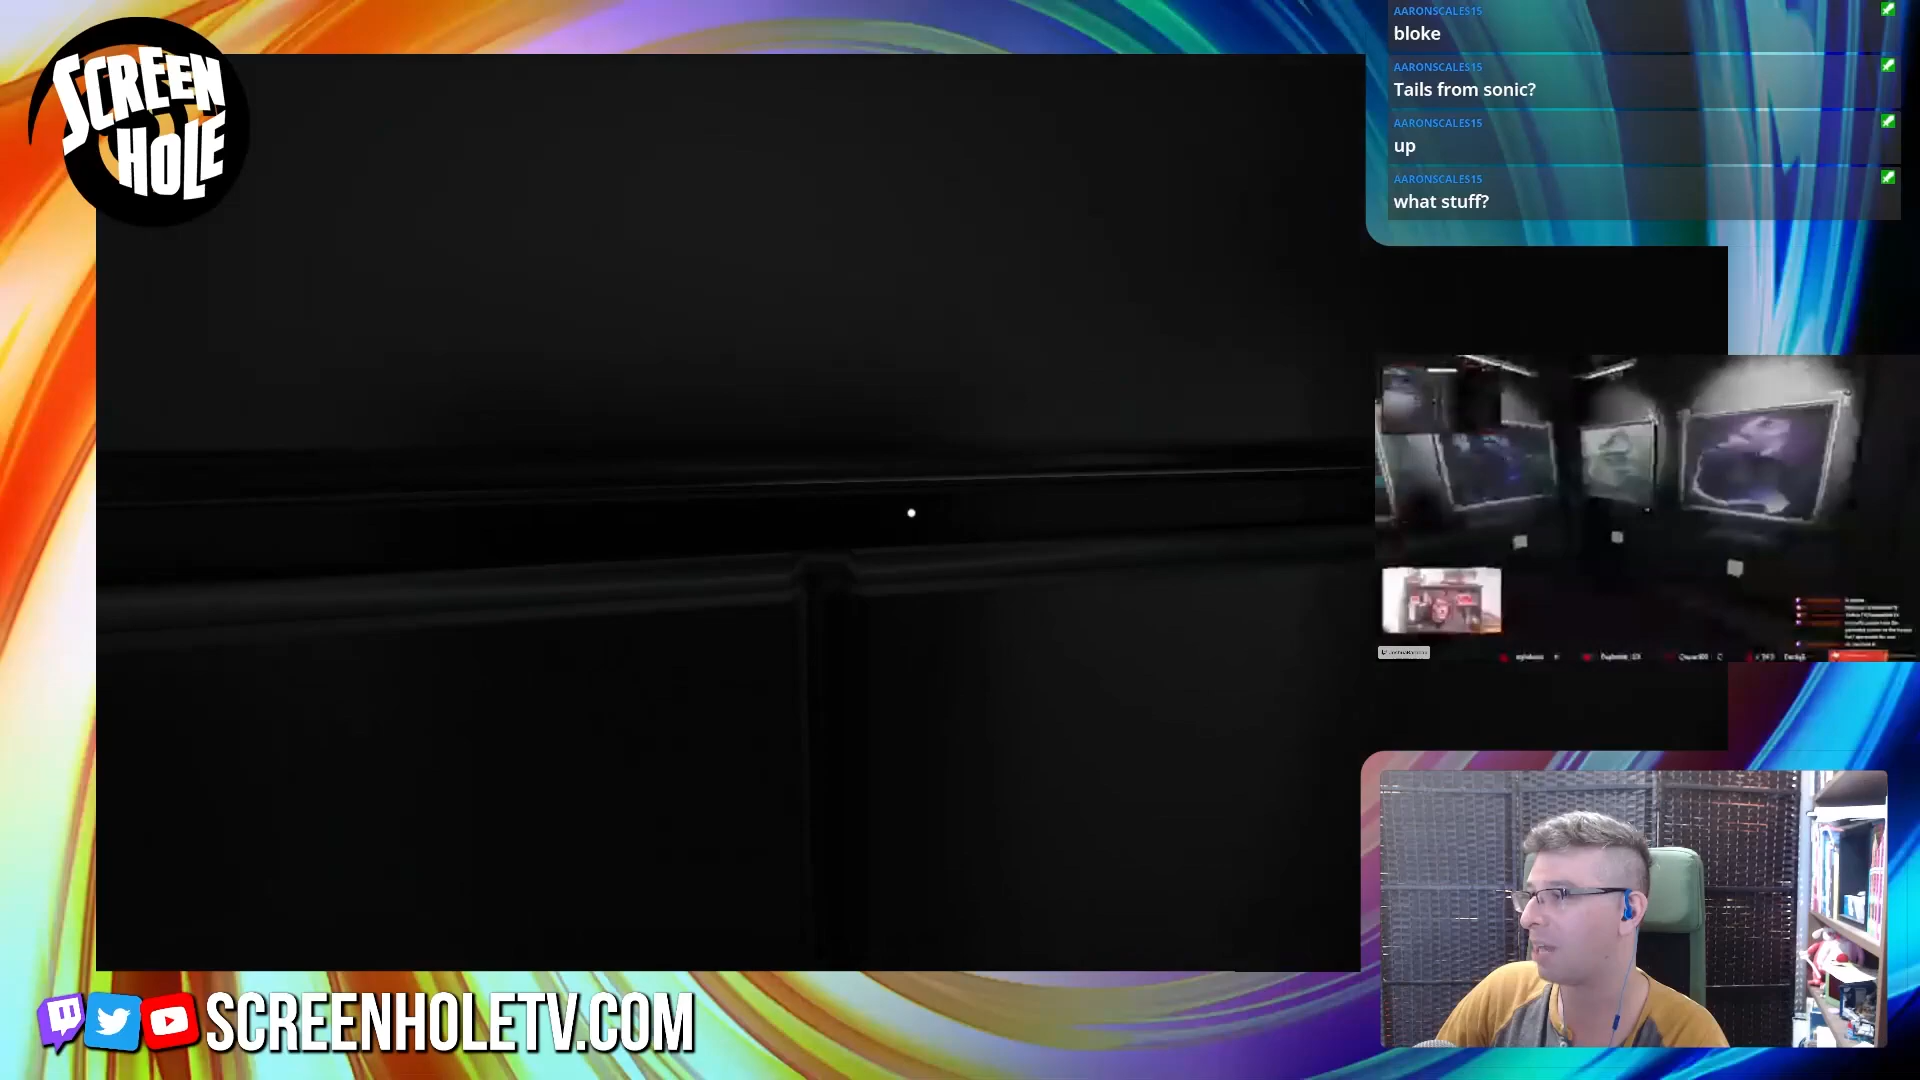 SCREEN
HOLE
AARONSCALES15
bloke
AARONSCALES15
Tails from sonic?
AARONSCALES15
up
AARONSCALES15
what stuff?
SCREENHOLETV.COM